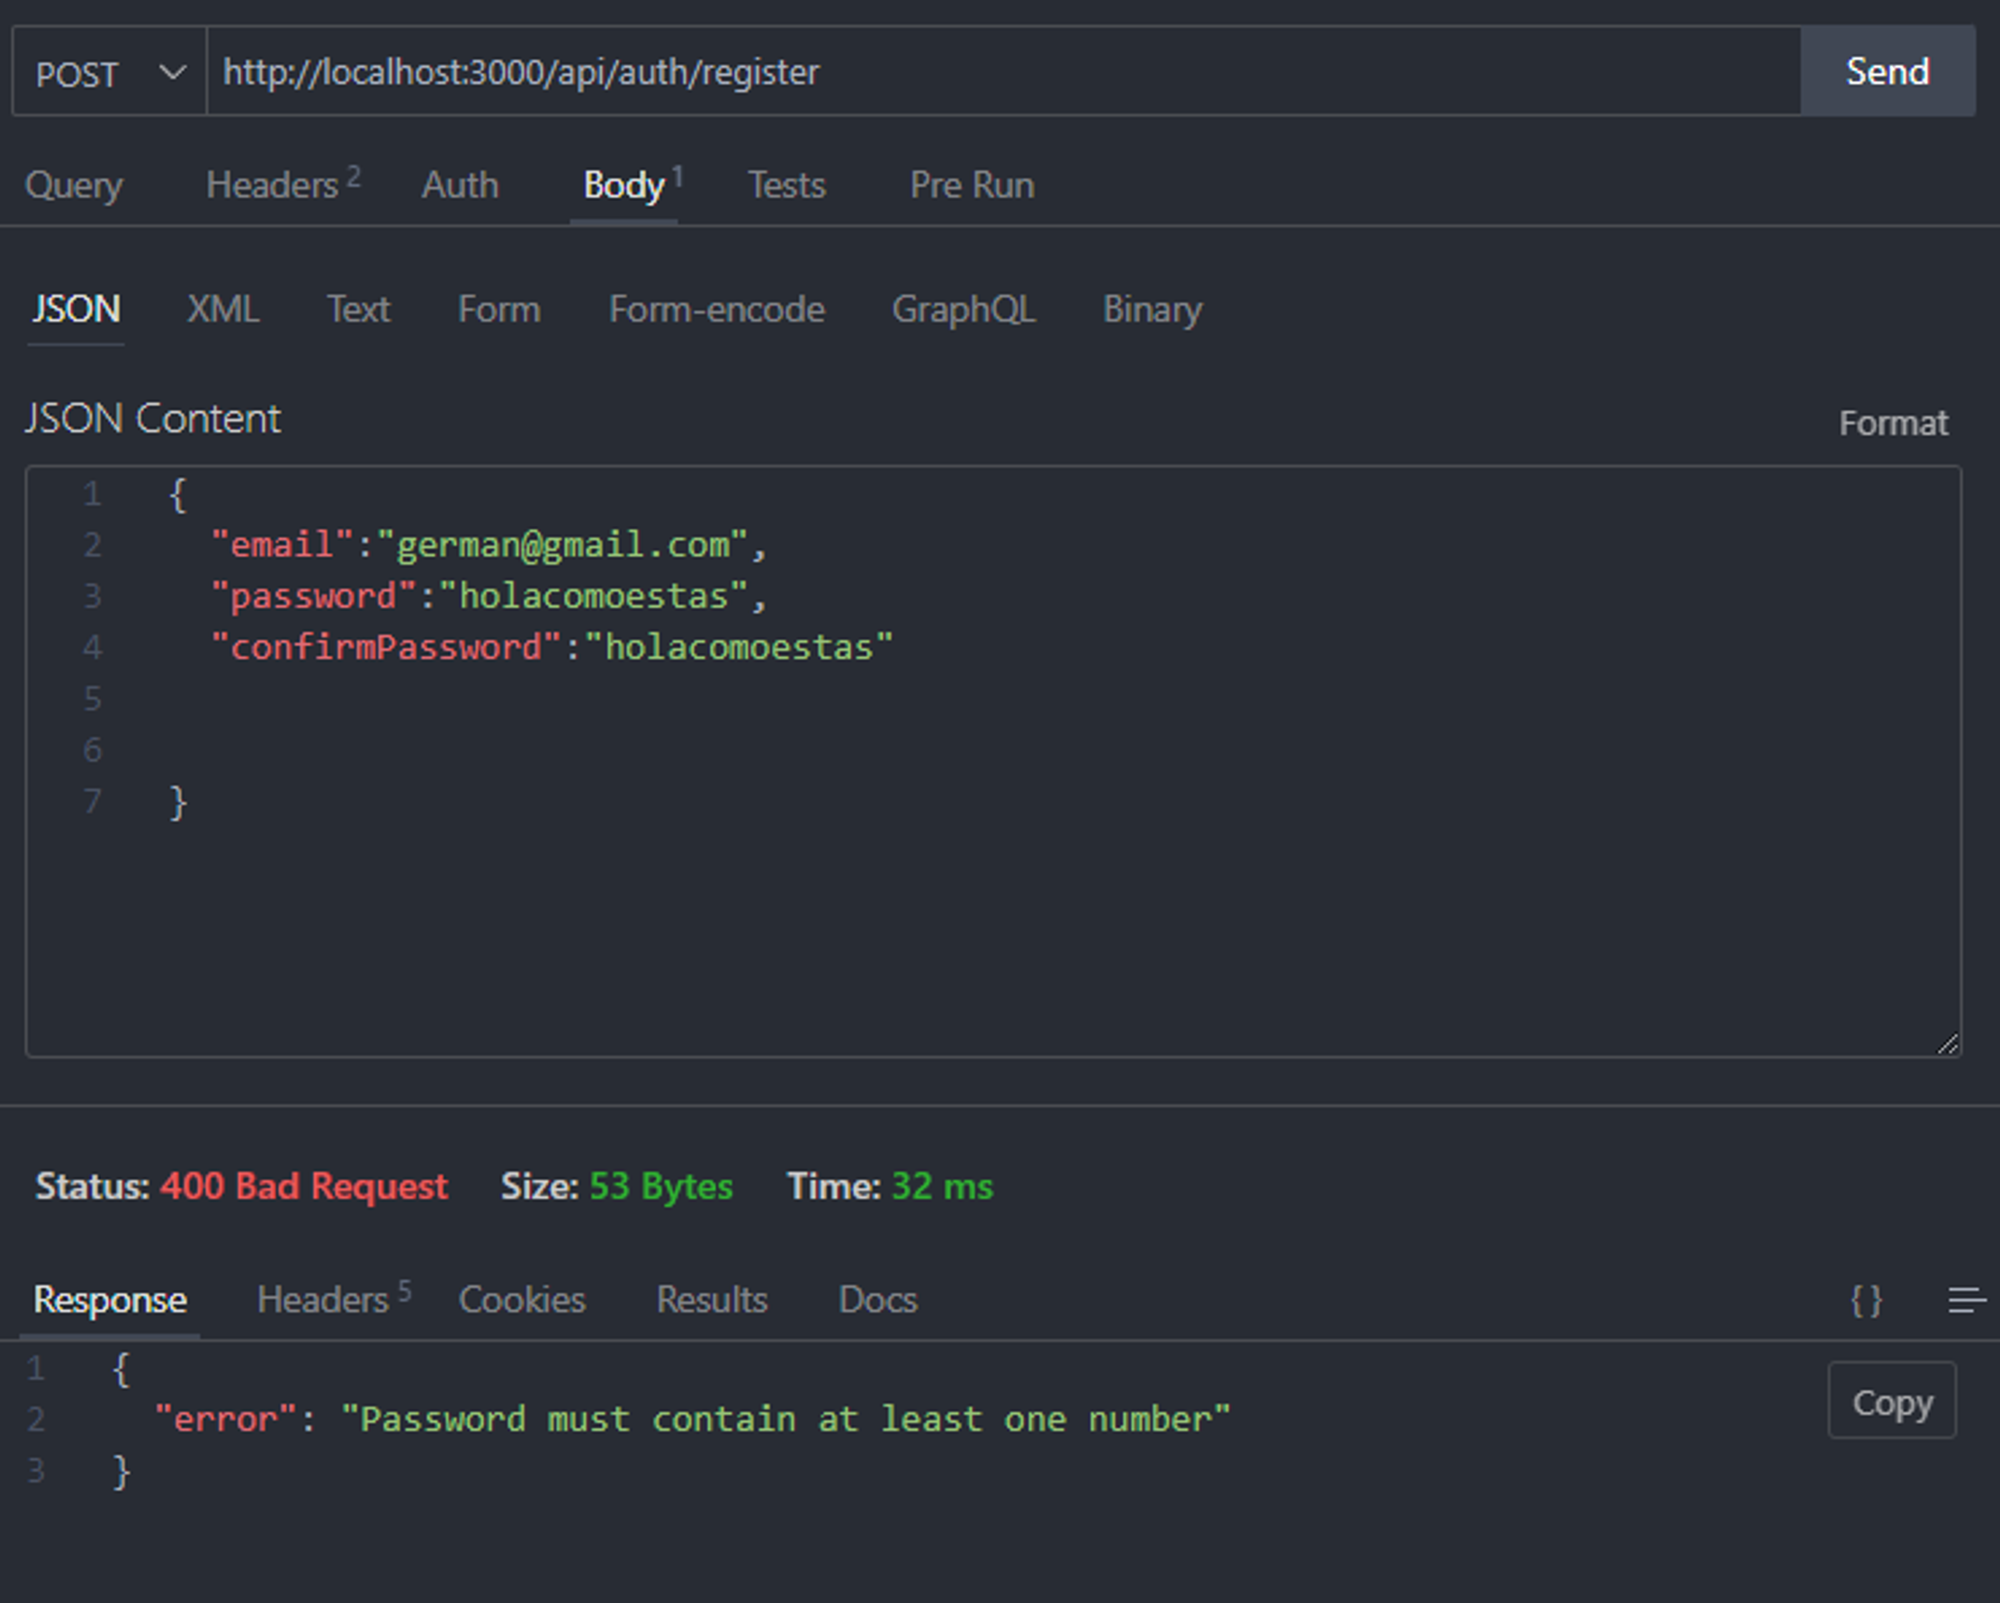 POST http://localhost:3000/api/auth/register Send
Query Headers 2 Auth Body 1 Tests Pre Run
JSON XML Text Form Form-encode GraphQL Binary
JSON Content Format
1 {
2 "email":"german@gmail.com",
3 "password":"holacomoestas",
4 "confirmPassword":"holacomoestas"
5
6
7 }
Status: 400 Bad Request Size: 53 Bytes Time: 32 ms
Response Headers 5 Cookies Results Docs {}
1 {
2 "error": "Password must contain at least one number"
Copy
3 }